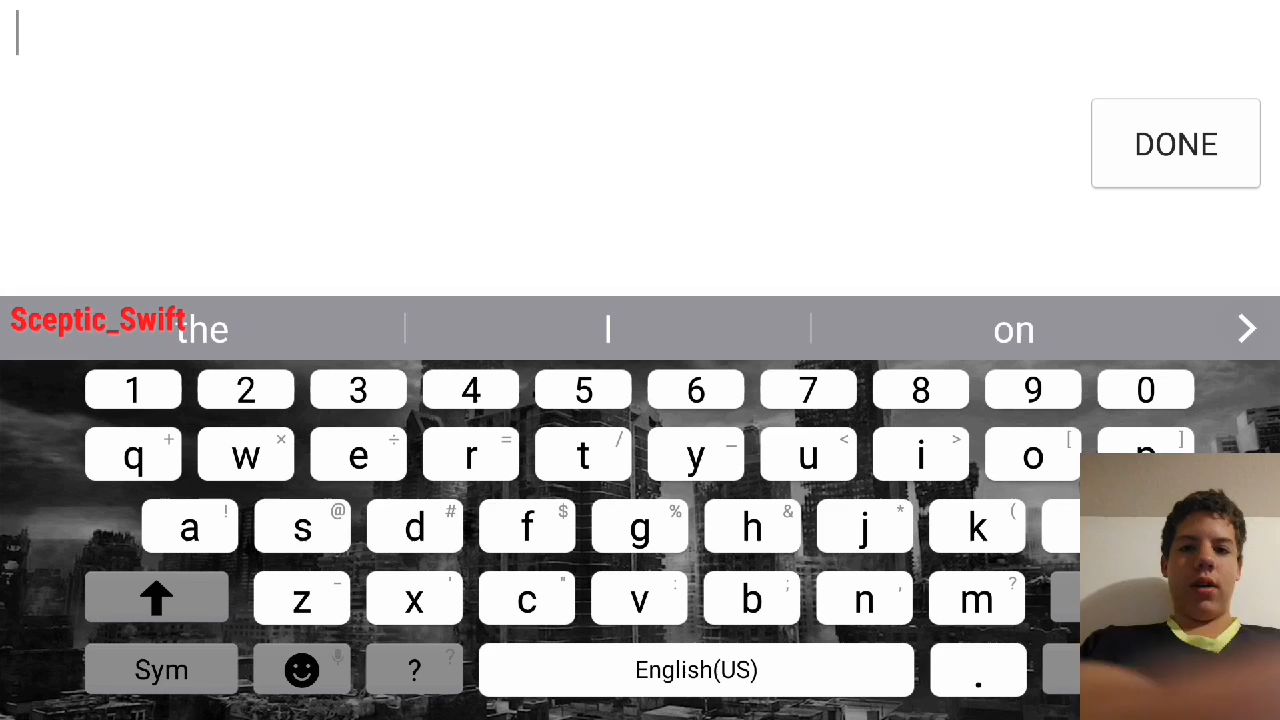 DONE
Sceptic_Swift
the I on
1 2 3 4 5 6 7 8 9 0
+ × ÷ = / _ < > [ ]
q w e r t y u i o p
! @ # $ % & * (
a s d f g h j k
- ' " : ; , ?
z x c v b n m
Sym ? ? English(US) .